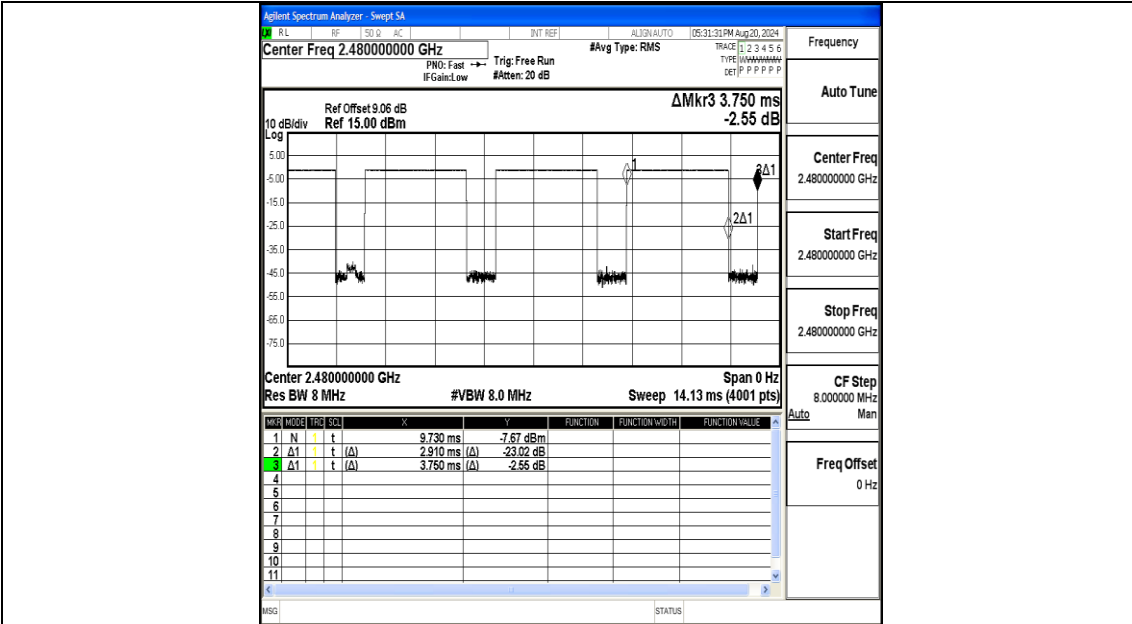 Agilent Spectrum Analyzer - Swept SA
RL RF 50 Ω AC INT REF ALIGN AUTO 05:31:31 PM Aug 20, 2024
Center Freq 2.480000000 GHz #Avg Type: RMS TRACE 1 2 3 4 5 6
PNO: Fast Trig: Free Run TYPE
IFGain:Low #Atten: 20 dB DET P P P P P P
Frequency
Auto Tune
Center Freq
2.480000000 GHz
Start Freq
2.480000000 GHz
Stop Freq
2.480000000 GHz
CF Step
8.000000 MHz
Auto Man
Freq Offset
0 Hz
ΔMkr3 3.750 ms
-2.55 dB
Ref Offset 9.06 dB
10 dB/div Ref 15.00 dBm
Log
5.00
-5.00
-15.0
-25.0
-35.0
-45.0
-55.0
-65.0
-75.0
1
3Δ1
2Δ1
Center 2.480000000 GHz Span 0 Hz
Res BW 8 MHz #VBW 8.0 MHz Sweep 14.13 ms (4001 pts)
MKR MODE TRC SCL X Y FUNCTION FUNCTION WIDTH FUNCTION VALUE
1 N 1 t 9.730 ms -7.67 dBm
2 Δ1 1 t (Δ) 2.910 ms (Δ) -23.02 dB
3 Δ1 1 t (Δ) 3.750 ms (Δ) -2.55 dB
4
5
6
7
8
9
10
11
MSG STATUS